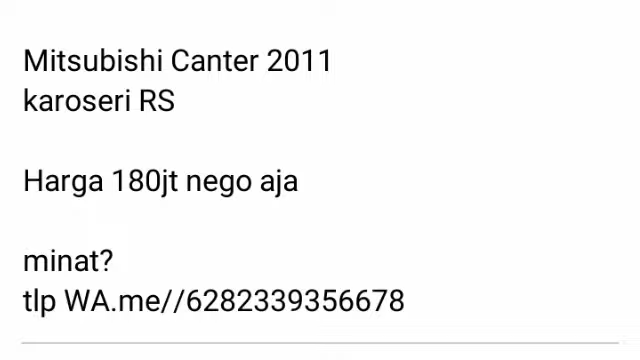 Mitsubishi Canter 2011
karoseri RS
Harga 180jt nego aja
minat?
tlp WA.me//6282339356678